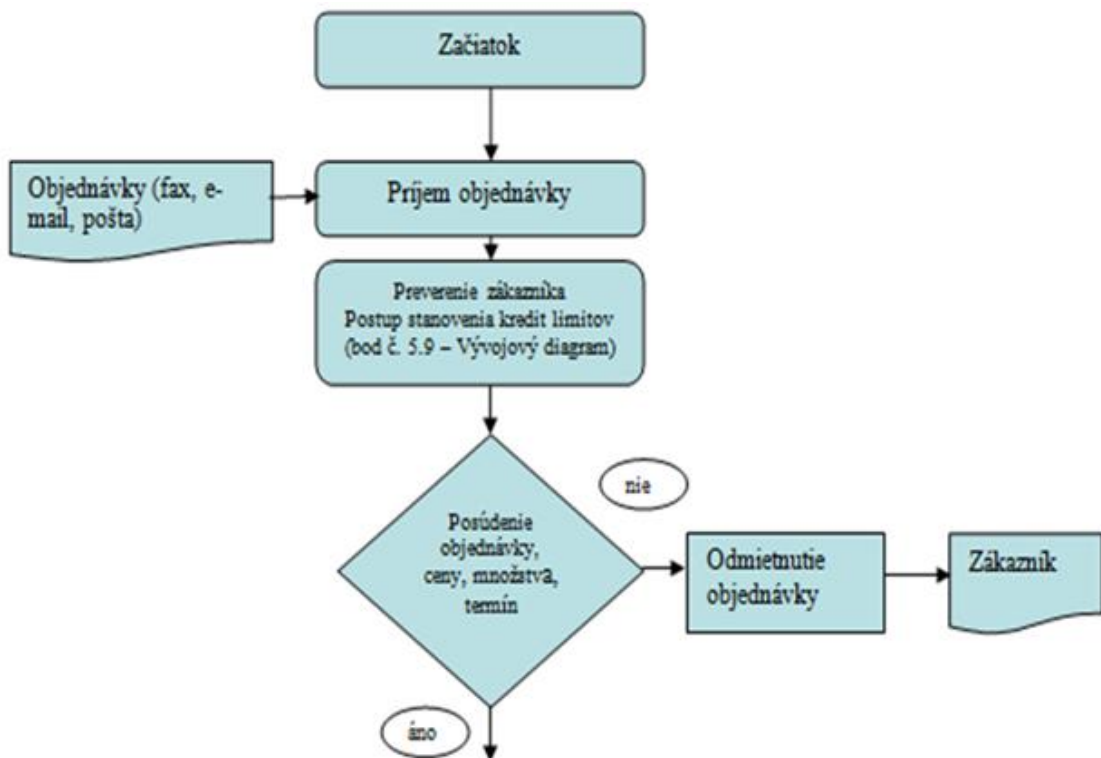 Začiatok
Objednávky (fax, e-
mail, pošta)
Príjem objednávky
Preverenie zákazníka
Postup stanovenia kredit limitov
(bod č. 5.9 – Vývojový diagram)
nie
Posúdenie
objednávky,
ceny, množstvá,
termín
Odmietnutie
objednávky
Zákazník
áno